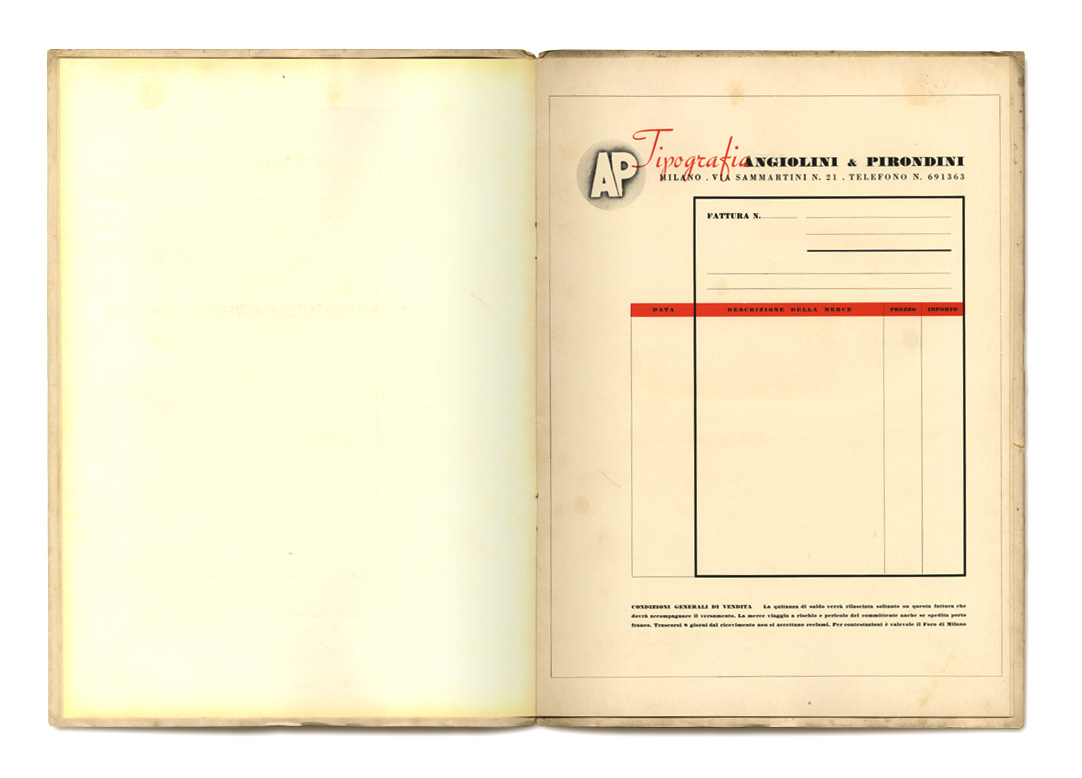 AP
Tipografia ANGIOLINI & PIRONDINI
MILANO . VIA SAMMARTINI N. 21 . TELEFONO N. 691363
FATTURA N.
DATA DESCRIZIONE DELLA MERCE PREZZO IMPORTO
CONDIZIONI GENERALI DI VENDITA La quitanza di saldo verrà rilasciata soltanto su questa fattura che
dovrà accompagnare il versamento. La merce viaggia a rischio e pericolo del committente anche se spedita porto
franco. Trascorsi 8 giorni dal ricevimento non si accettano reclami. Per contestazioni è valevole il Foro di Milano